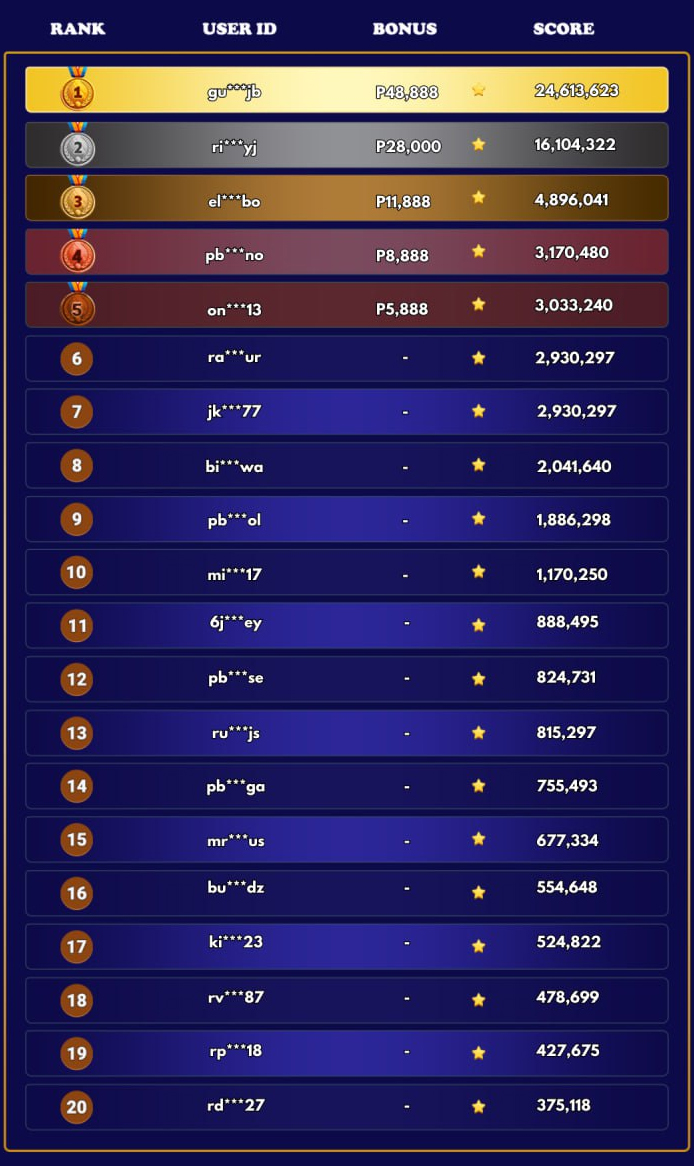 RANK USER ID BONUS SCORE
1 gu***jb P48,888 24,613,623
2 ri***yj P28,000 16,104,322
3 el***bo P11,888 4,896,041
4 pb***no P8,888 3,170,480
5 on***13 P5,888 3,033,240
6 ra***ur - 2,930,297
7 jk***77 - 2,930,297
8 bi***wa - 2,041,640
9 pb***ol - 1,886,298
10 mi***17 - 1,170,250
11 6j***ey - 888,495
12 pb***se - 824,731
13 ru***js - 815,297
14 pb***ga - 755,493
15 mr***us - 677,334
16 bu***dz - 554,648
17 ki***23 - 524,822
18 rv***87 - 478,699
19 rp***18 - 427,675
20 rd***27 - 375,118